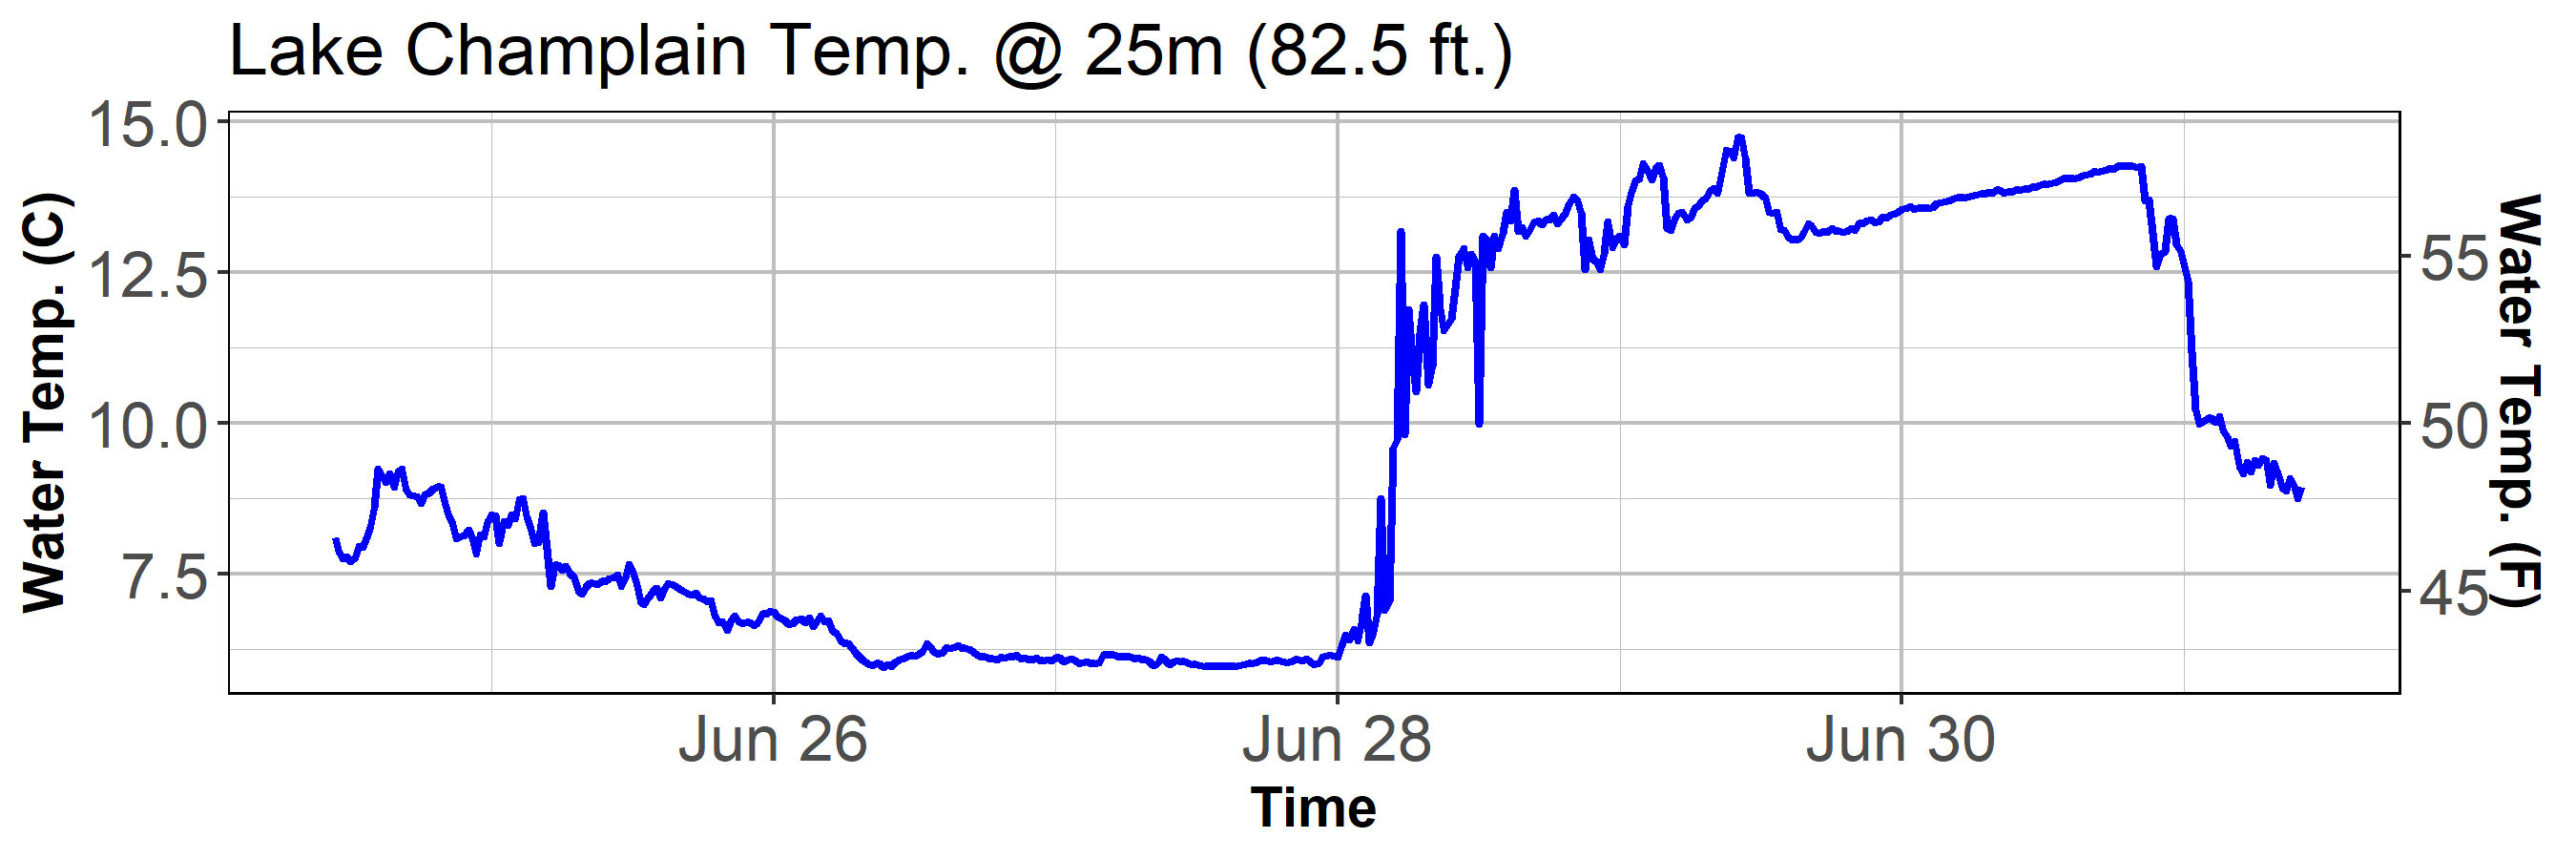 Lake Champlain Temp. @ 25m (82.5 ft.)
Water Temp. (C)
15.0
12.5
10.0
7.5
55
50
45
Water Temp. (F)
Jun 26 Jun 28 Jun 30
Time